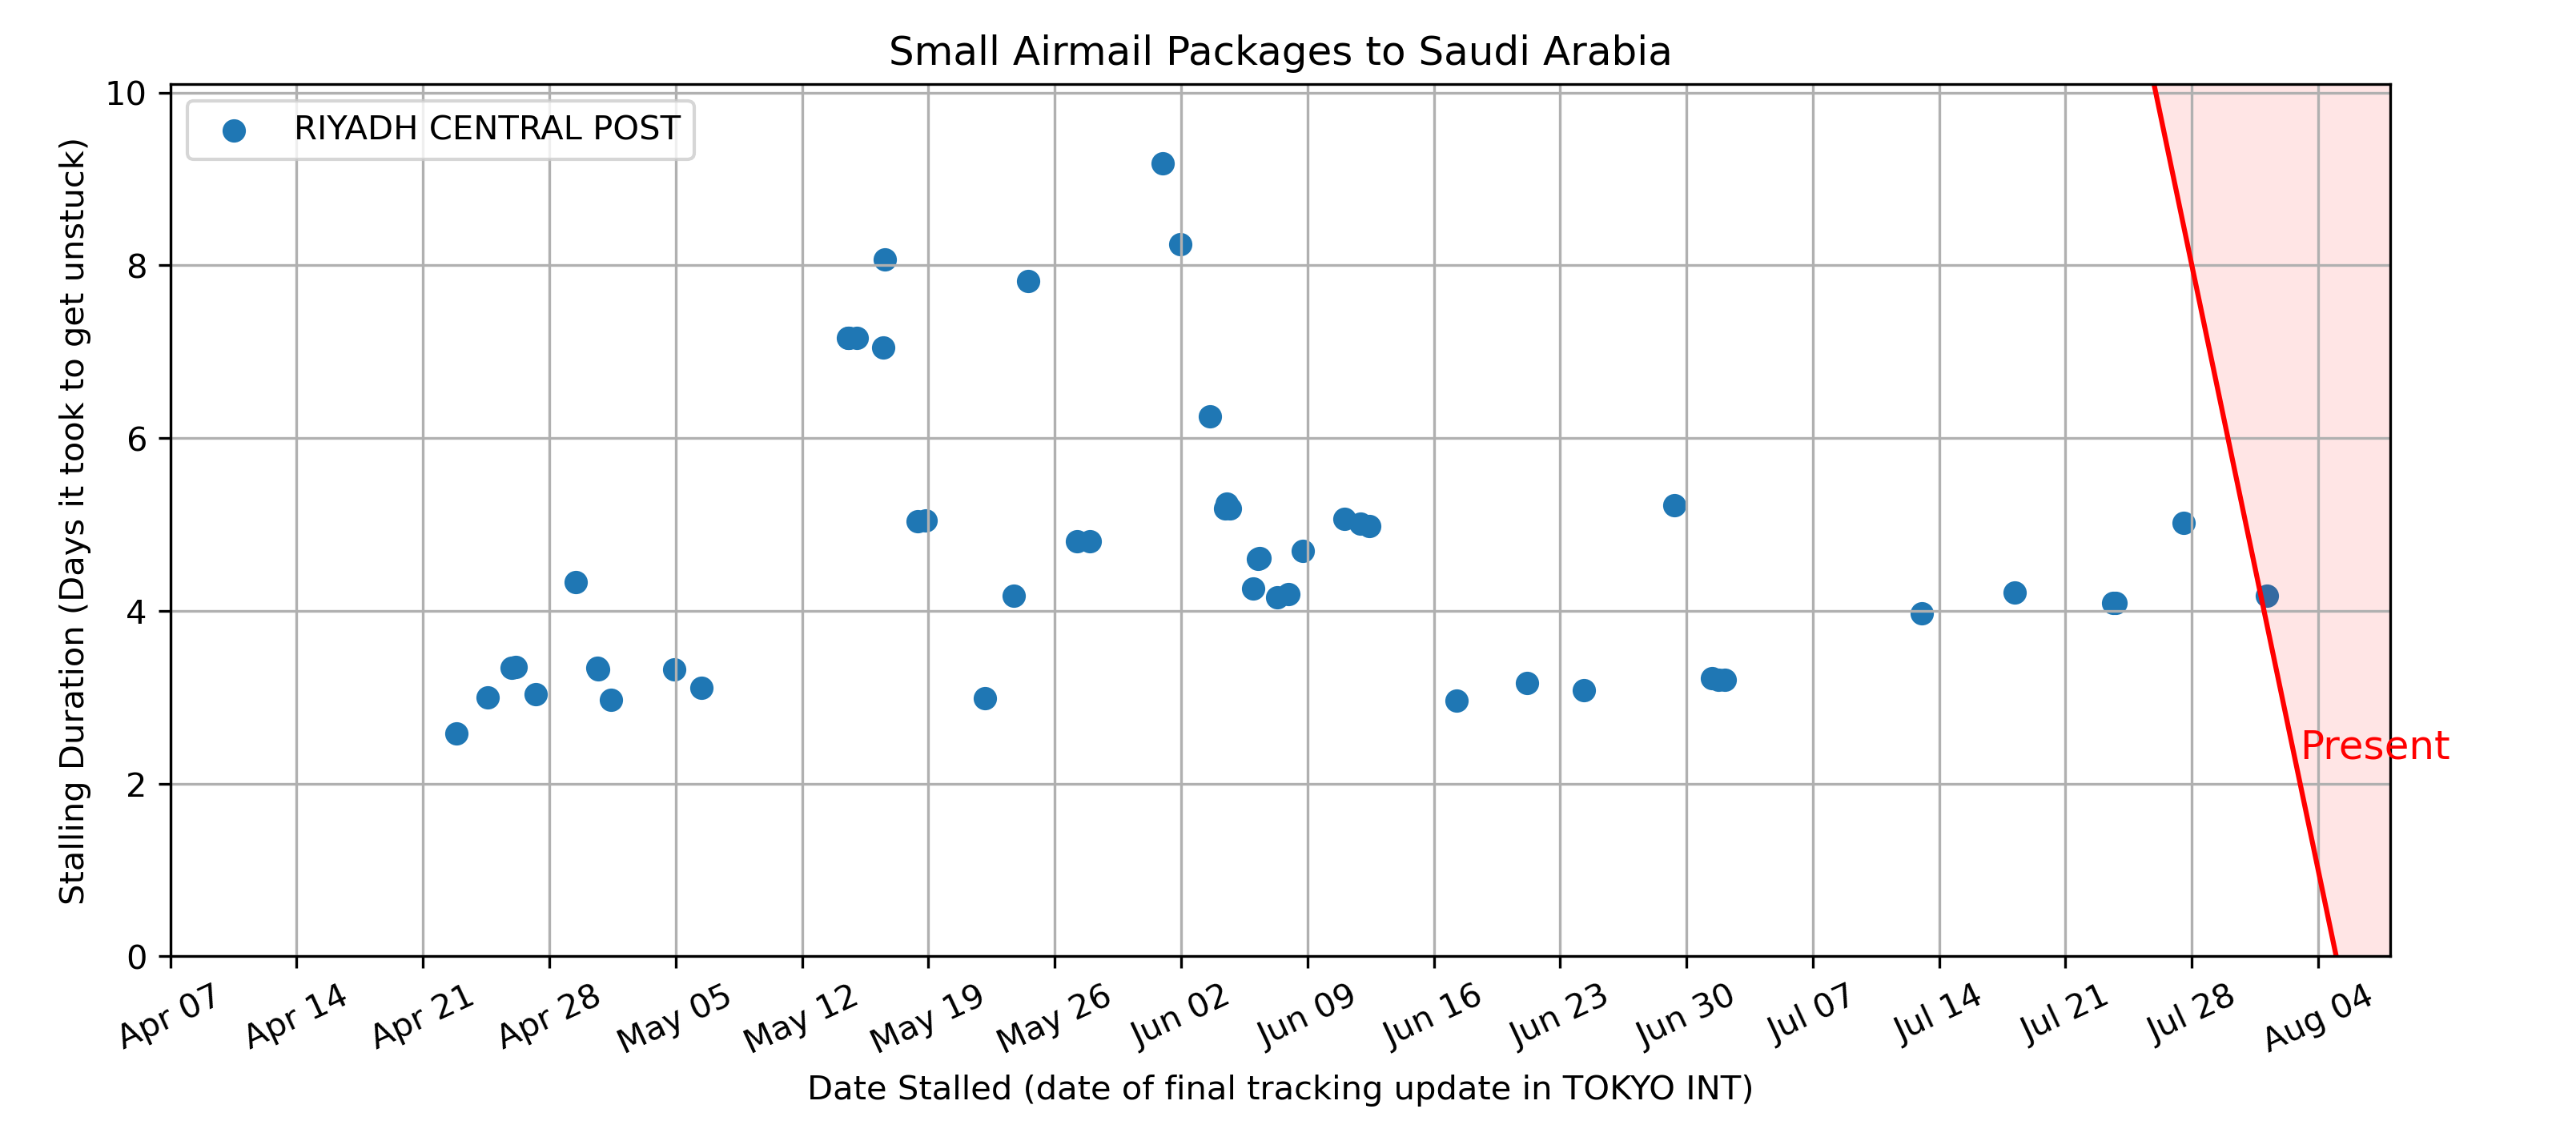 Small Airmail Packages to Saudi Arabia
RIYADH CENTRAL POST
Stalling Duration (Days it took to get unstuck)
10
8
6
4
2
0
Present
Apr 07
Apr 14
Apr 21
Apr 28
May 05
May 12
May 19
May 26
Jun 02
Jun 09
Jun 16
Jun 23
Jun 30
Jul 07
Jul 14
Jul 21
Jul 28
Aug 04
Date Stalled (date of final tracking update in TOKYO INT)